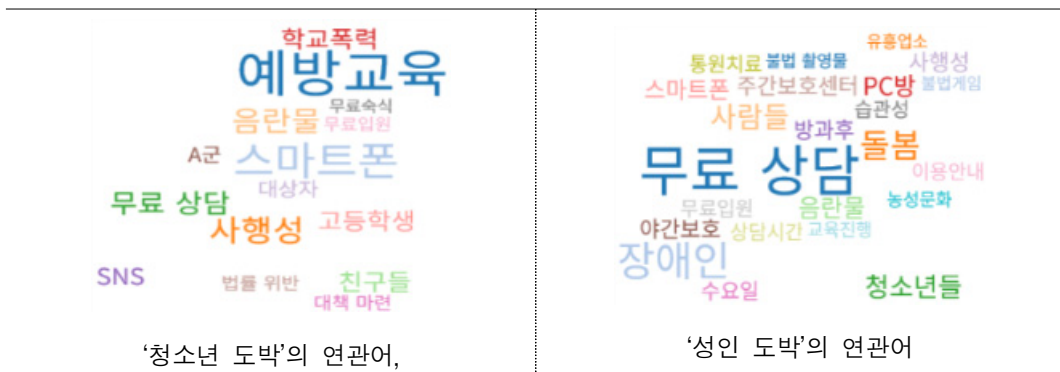 학교폭력
예방교육
무료숙식
음란물 무료입원
A군 스마트폰
대상자
무료 상담
사행성 고등학생
SNS 법률 위반 친구들
대책 마련
'청소년 도박'의 연관어,
유흥업소
통원치료 불법 촬영물 사행성
스마트폰 주간보호센터 PC방 불법게임
사람들 습관성
방과후 돌봄
무료 상담
이용안내
무료입원 음란물 농성문화
야간보호 상담시간 교육진행
장애인
수요일 청소년들
'성인 도박'의 연관어